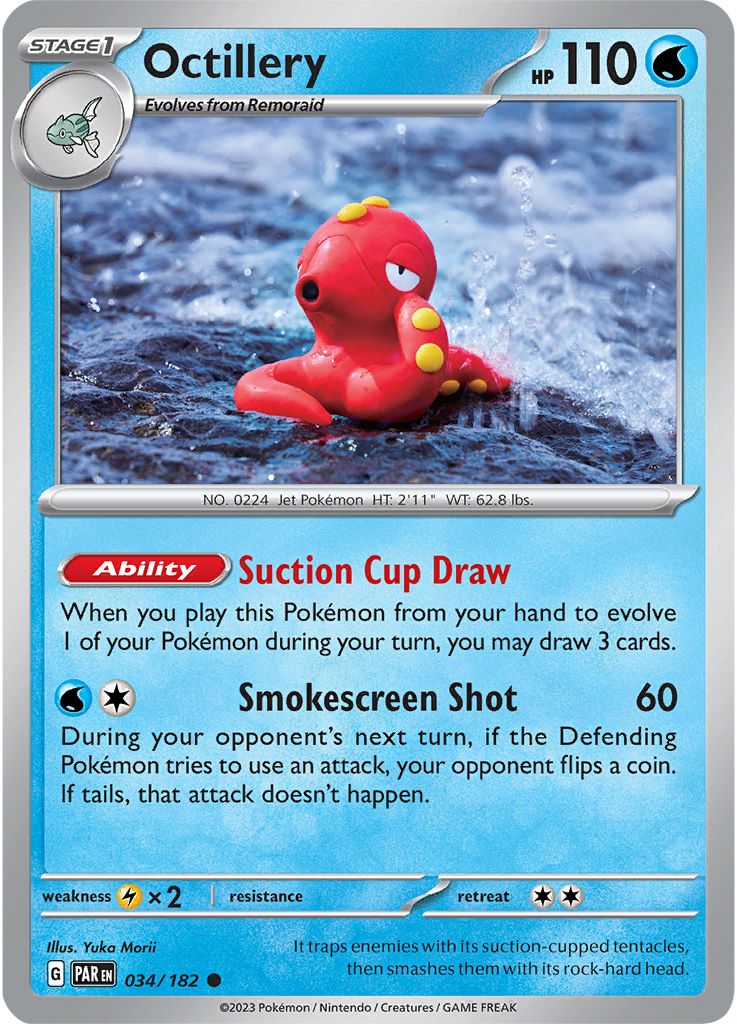 STAGE1
Octillery
HP 110
Evolves from Remoraid
NO. 0224 Jet Pokémon HT: 2'11" WT: 62.8 lbs.
Ability Suction Cup Draw
When you play this Pokémon from your hand to evolve
1 of your Pokémon during your turn, you may draw 3 cards.
Smokescreen Shot 60
During your opponent's next turn, if the Defending
Pokémon tries to use an attack, your opponent flips a coin.
If tails, that attack doesn't happen.
weakness ×2 resistance retreat
Illus. Yuka Morii
G PAR EN 034/182
It traps enemies with its suction-cupped tentacles,
then smashes them with its rock-hard head.
©2023 Pokémon / Nintendo / Creatures / GAME FREAK